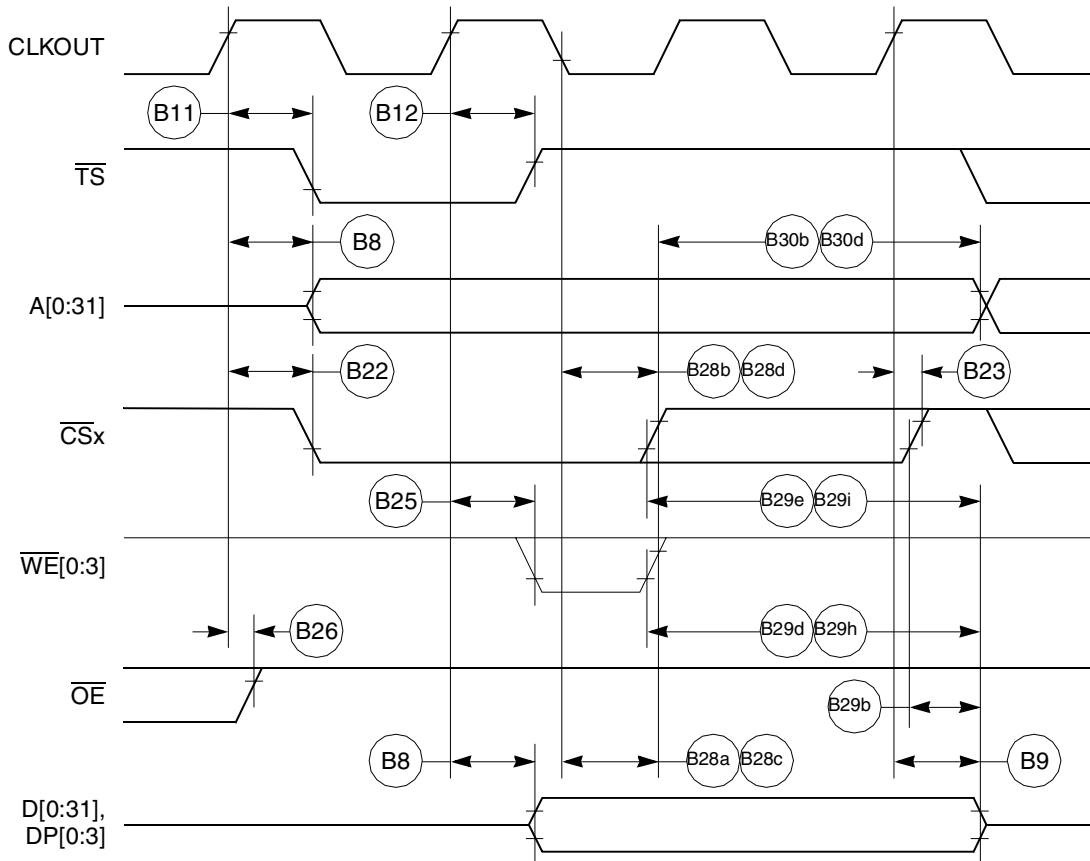 CLKOUT
B11
B12
TS
B8
B30b B30d
A[0:31]
B22
B28b B28d
B23
CSx
B25
B29e B29i
WE[0:3]
B26
B29d B29h
OE
B29b
B8
B28a B28c
B9
D[0:31],
DP[0:3]